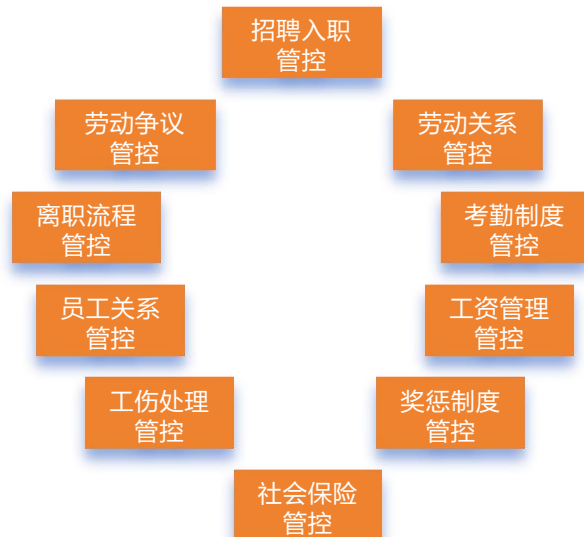 招聘入职
管控
劳动争议
管控
劳动关系
管控
离职流程
管控
考勤制度
管控
员工关系
管控
工资管理
管控
工伤处理
管控
奖惩制度
管控
社会保险
管控